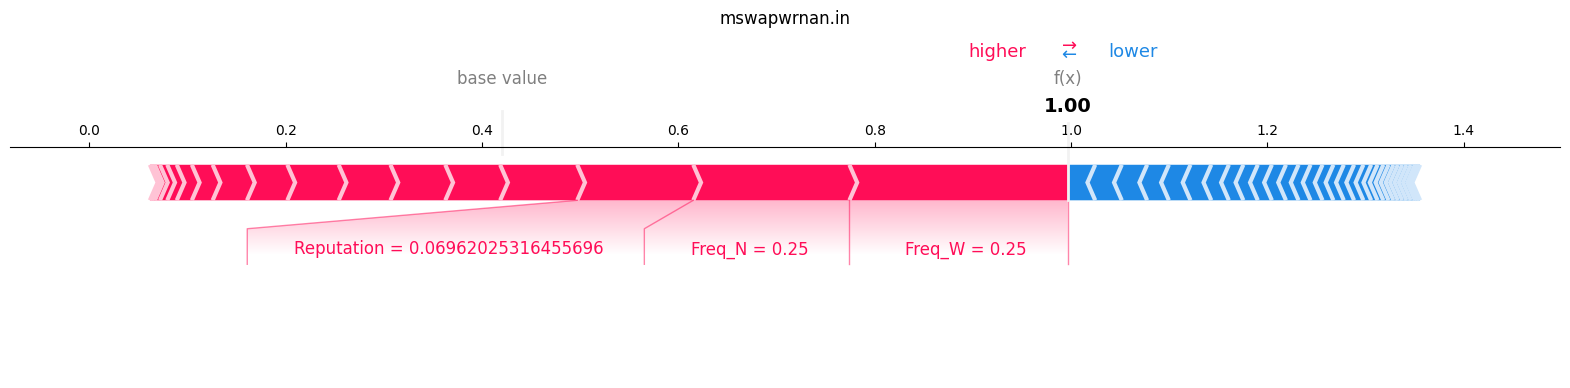 mswapwrnan.in
higher → ← lower
base value f(x)
1.00
0.0 0.2 0.4 0.6 0.8 1.0 1.2 1.4
Reputation = 0.06962025316455696 Freq_N = 0.25 Freq_W = 0.25